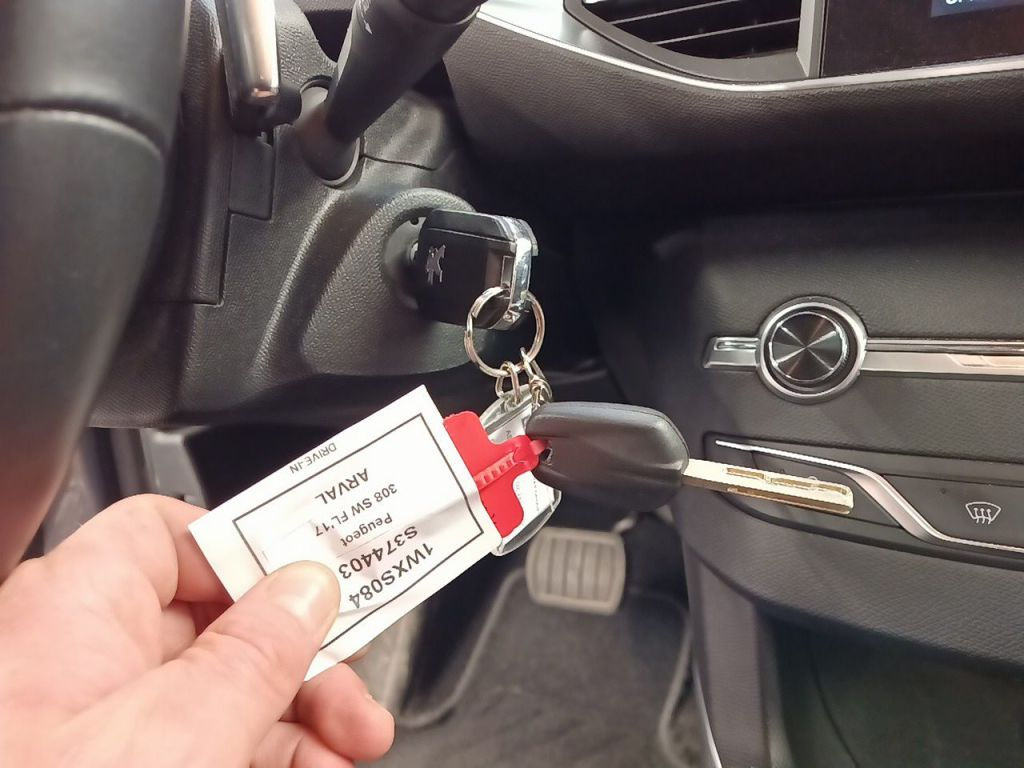 1WXS084
S374403
Peugeot
308 SW FL'17
ARVAL
DRIVE-IN